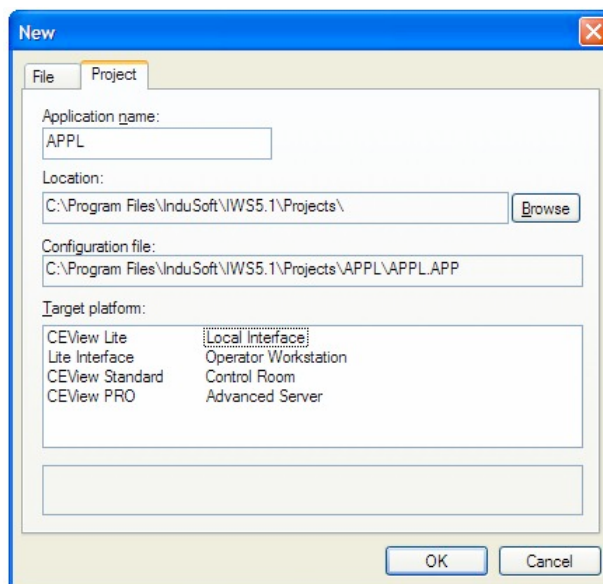 New
File Project
Application name:
APPL
Location:
C:\Program Files\InduSoft\IWS5.1\Projects\
Browse
Configuration file:
C:\Program Files\InduSoft\IWS5.1\Projects\APPL\APPL.APP
Target platform:
CEView Lite Local Interface
Lite Interface Operator Workstation
CEView Standard Control Room
CEView PRO Advanced Server
OK Cancel